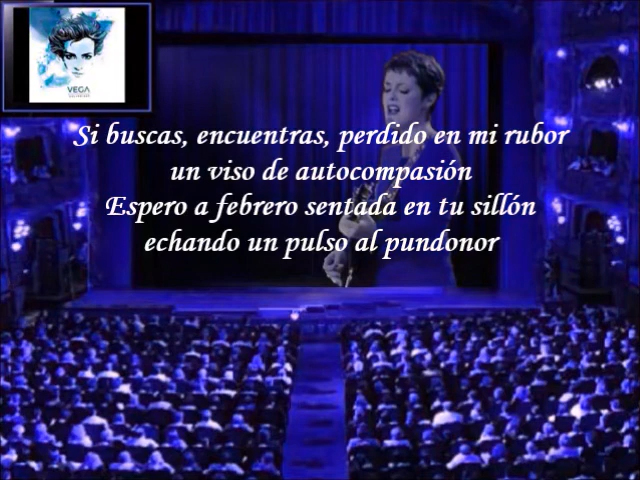 VEGA
Si buscas, encuentras, perdido en mi rubor
un viso de autocompasión
Espero a febrero sentada en tu sillón
echando un pulso al pundonor